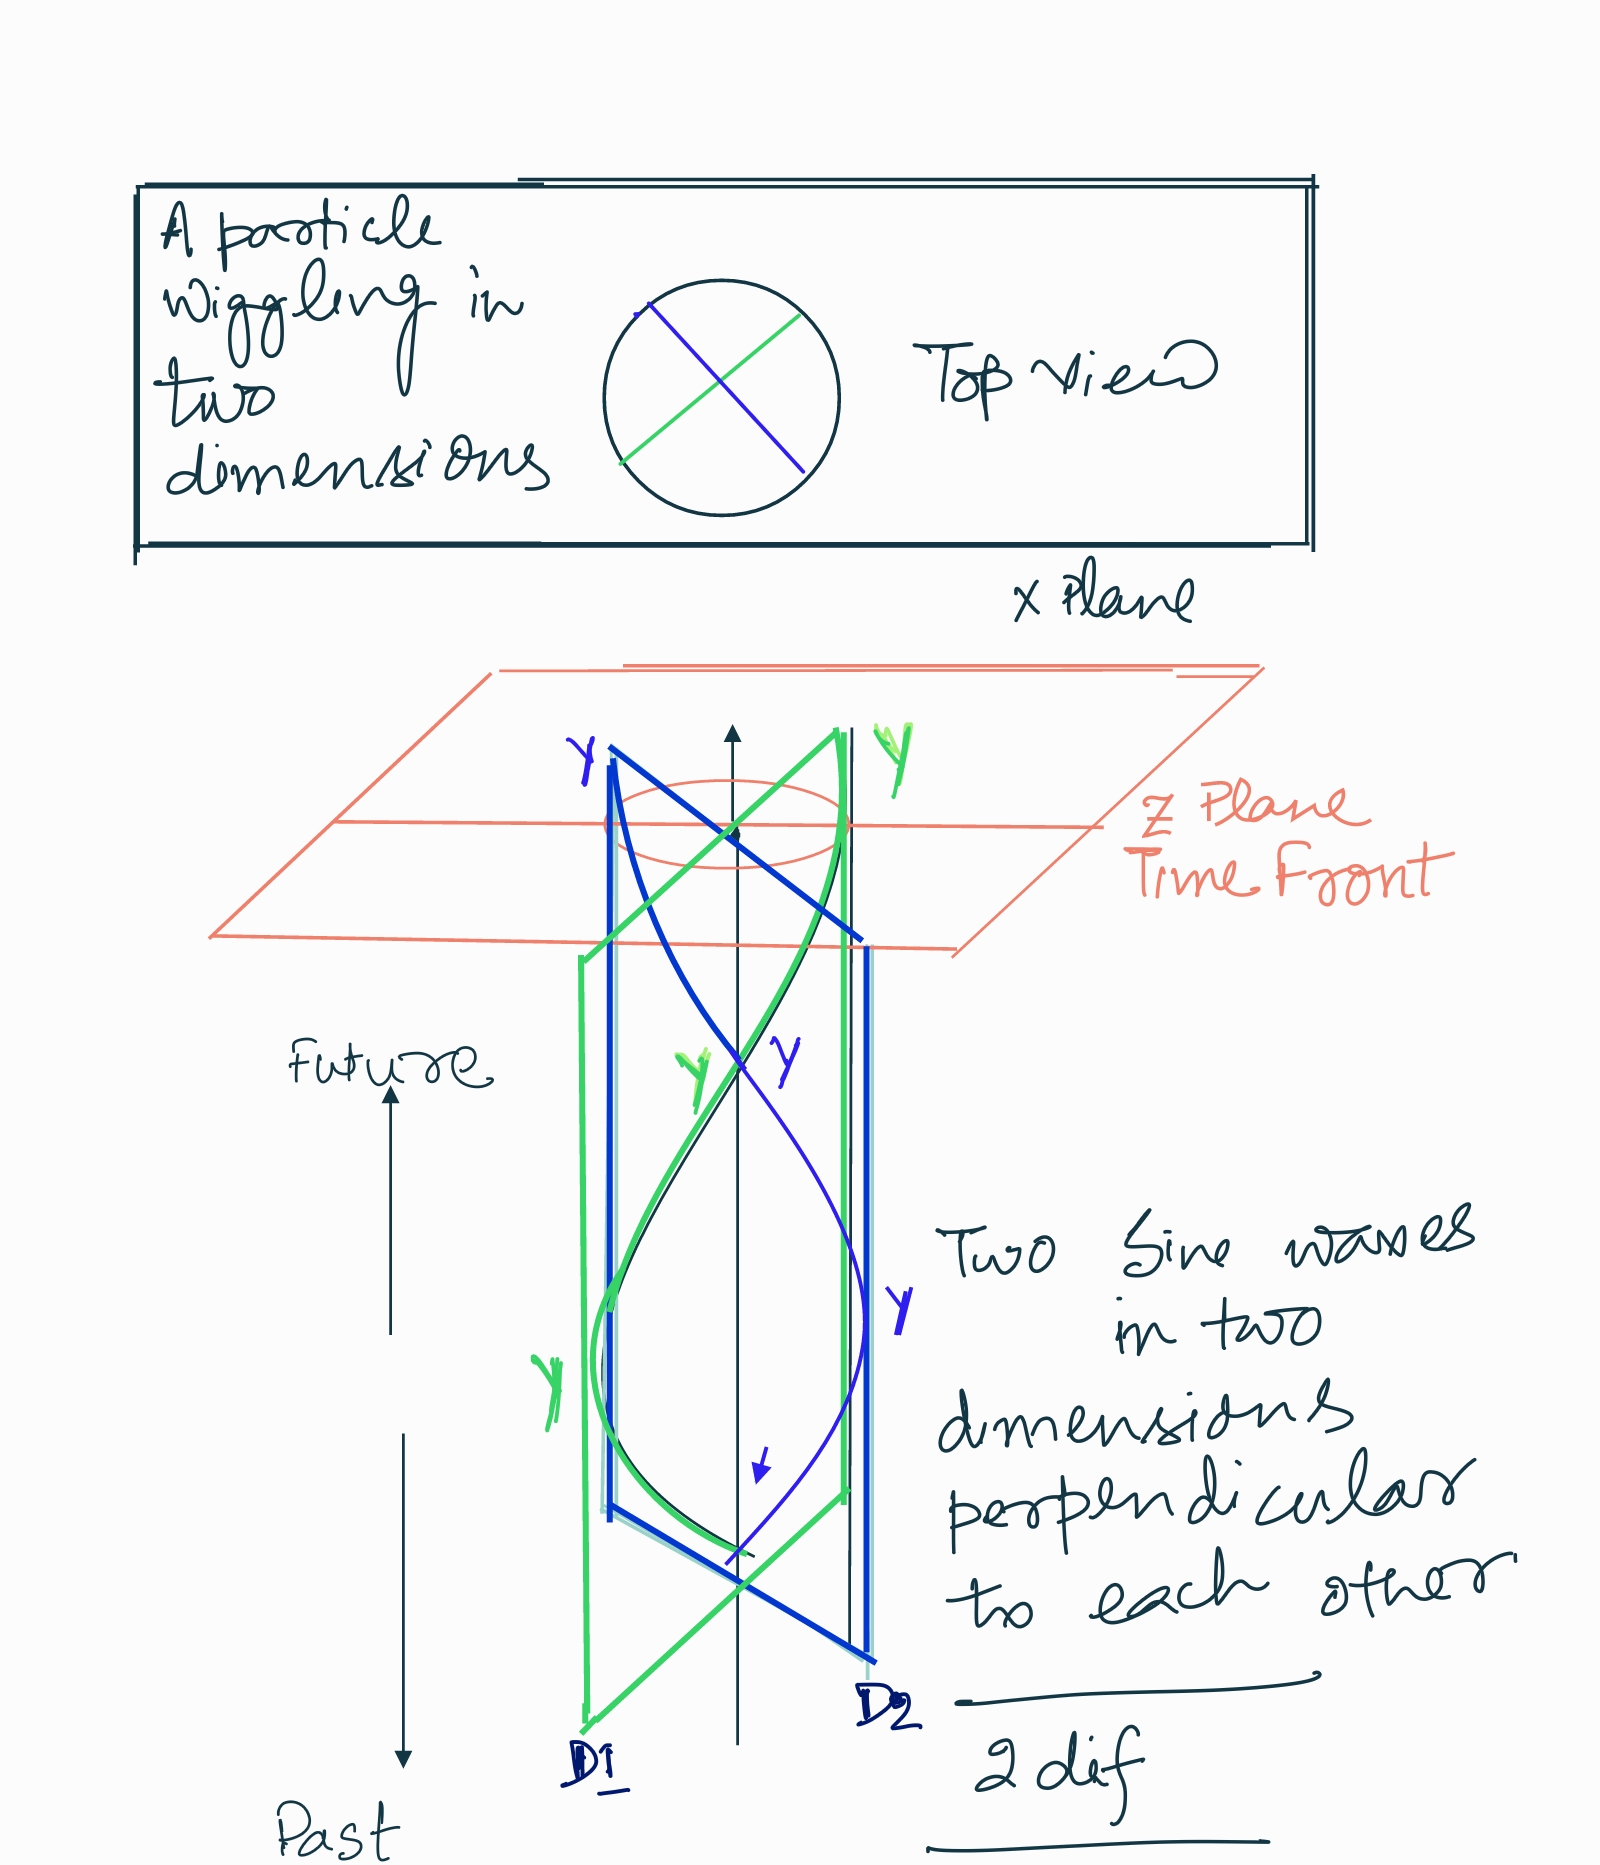 A particle
wiggling in
two
dimensions
Top view
X Plane
Y
Y
Z Plane
Time Front
Future
Y
Y
Two Sine waves
in two
dimensions
perpendicular
to each other
Y
Y
D2
2 dif
D1
Past